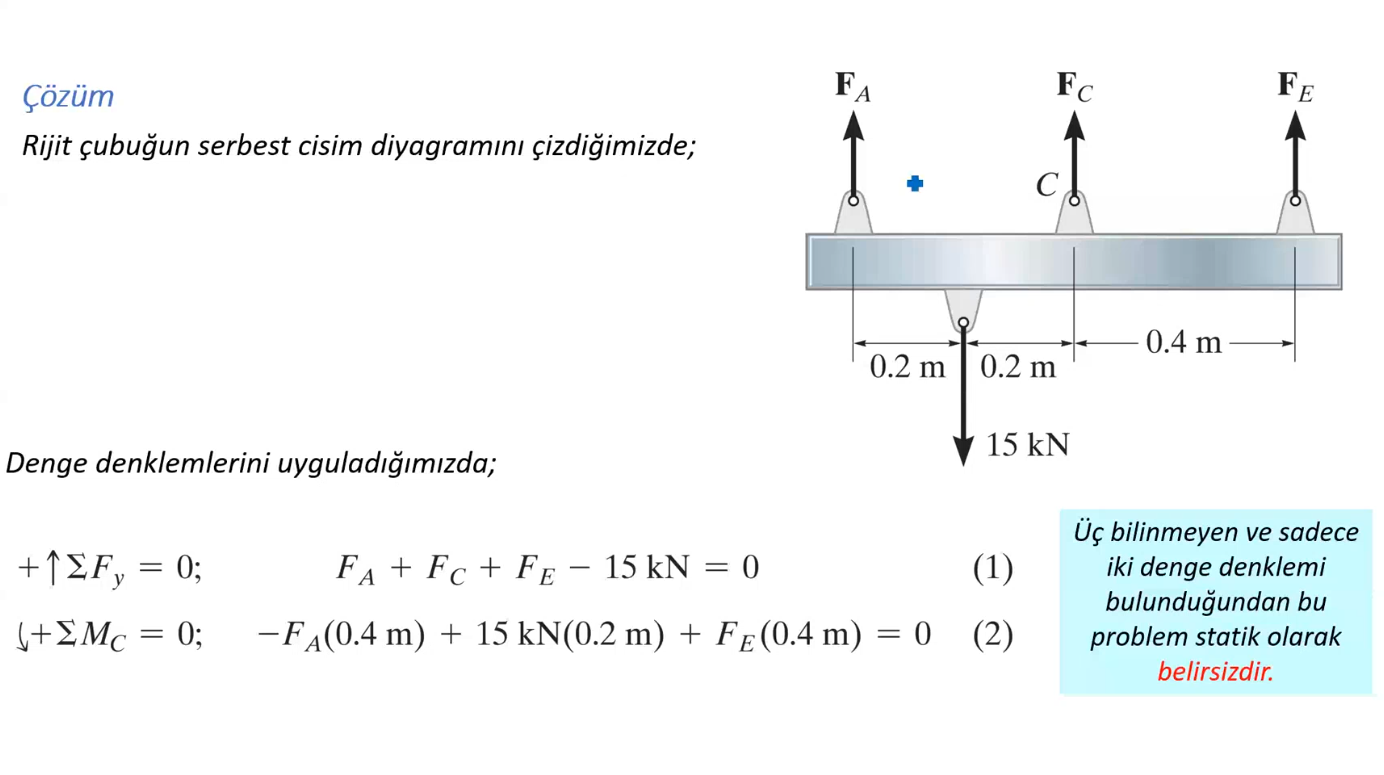 Çözüm
Rijit çubuğun serbest cisim diyagramını çizdiğimizde;
F_A
F_C
F_E
C
0.2 m
0.2 m
0.4 m
15 kN
Denge denklemlerini uyguladığımızda;
+↑ΣF_y = 0; F_A + F_C + F_E − 15 kN = 0 (1)
⤹+ΣM_C = 0; −F_A(0.4 m) + 15 kN(0.2 m) + F_E(0.4 m) = 0 (2)
Üç bilinmeyen ve sadece
iki denge denklemi
bulunduğundan bu
problem statik olarak
belirsizdir.